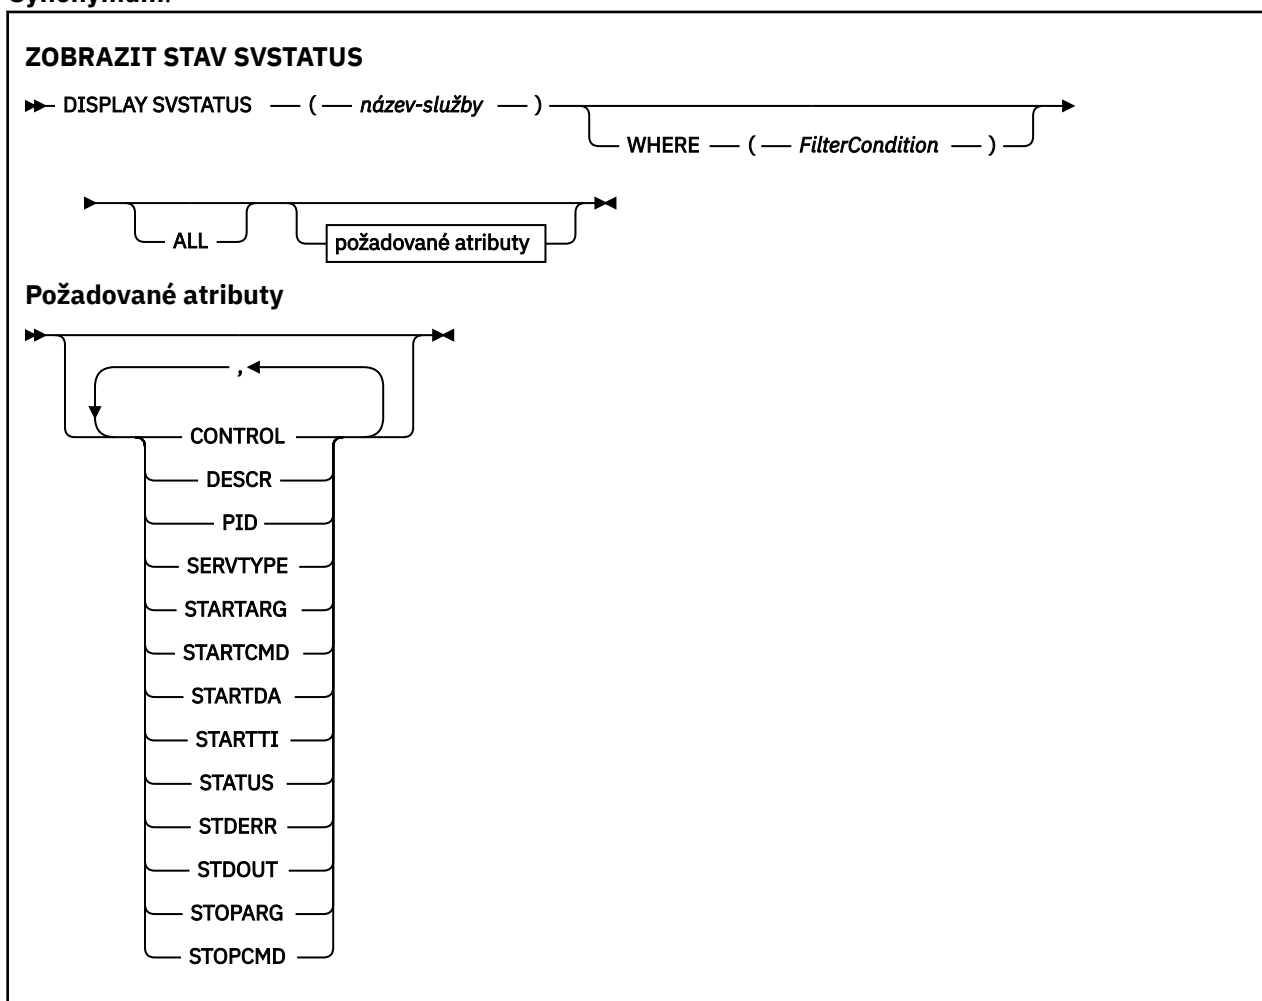 ZOBRAZIT STAV SVSTATUS
DISPLAY SVSTATUS ( název-služby )
WHERE ( FilterCondition )
ALL
požadované atributy
Požadované atributy
,
CONTROL
DESCR
PID
SERVTYPE
STARTARG
STARTCMD
STARTDA
STARTTI
STATUS
STDERR
STDOUT
STOPARG
STOPCMD